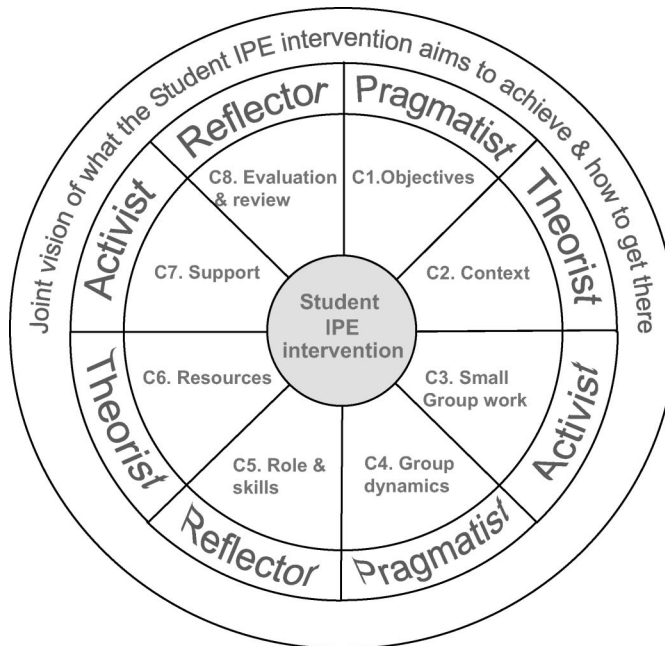 Joint vision of what the Student IPE intervention aims to achieve & how to get there
Reflector
Pragmatist
Theorist
Activist
Pragmatist
Reflector
Theorist
Activist
C1.Objectives
C2. Context
C3. Small
Group work
C4. Group
dynamics
C5. Role &
skills
C6. Resources
C7. Support
C8. Evaluation
& review
Student
IPE
intervention